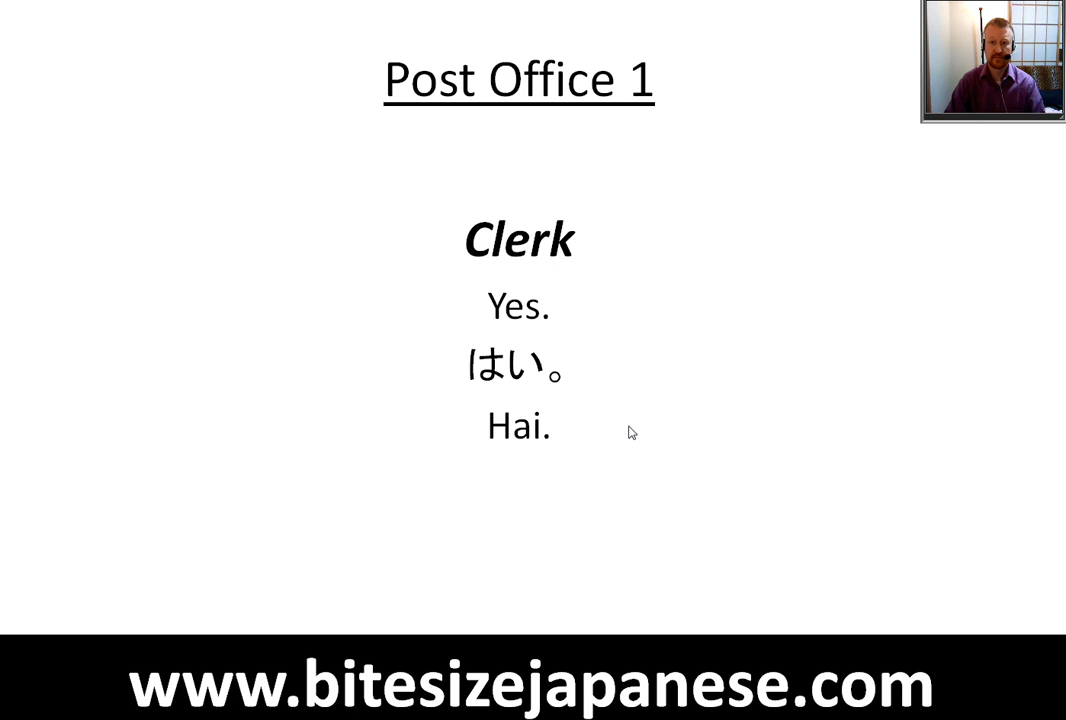 Post Office 1
Clerk
Yes.
はい。
Hai.
www.bitesizejapanese.com